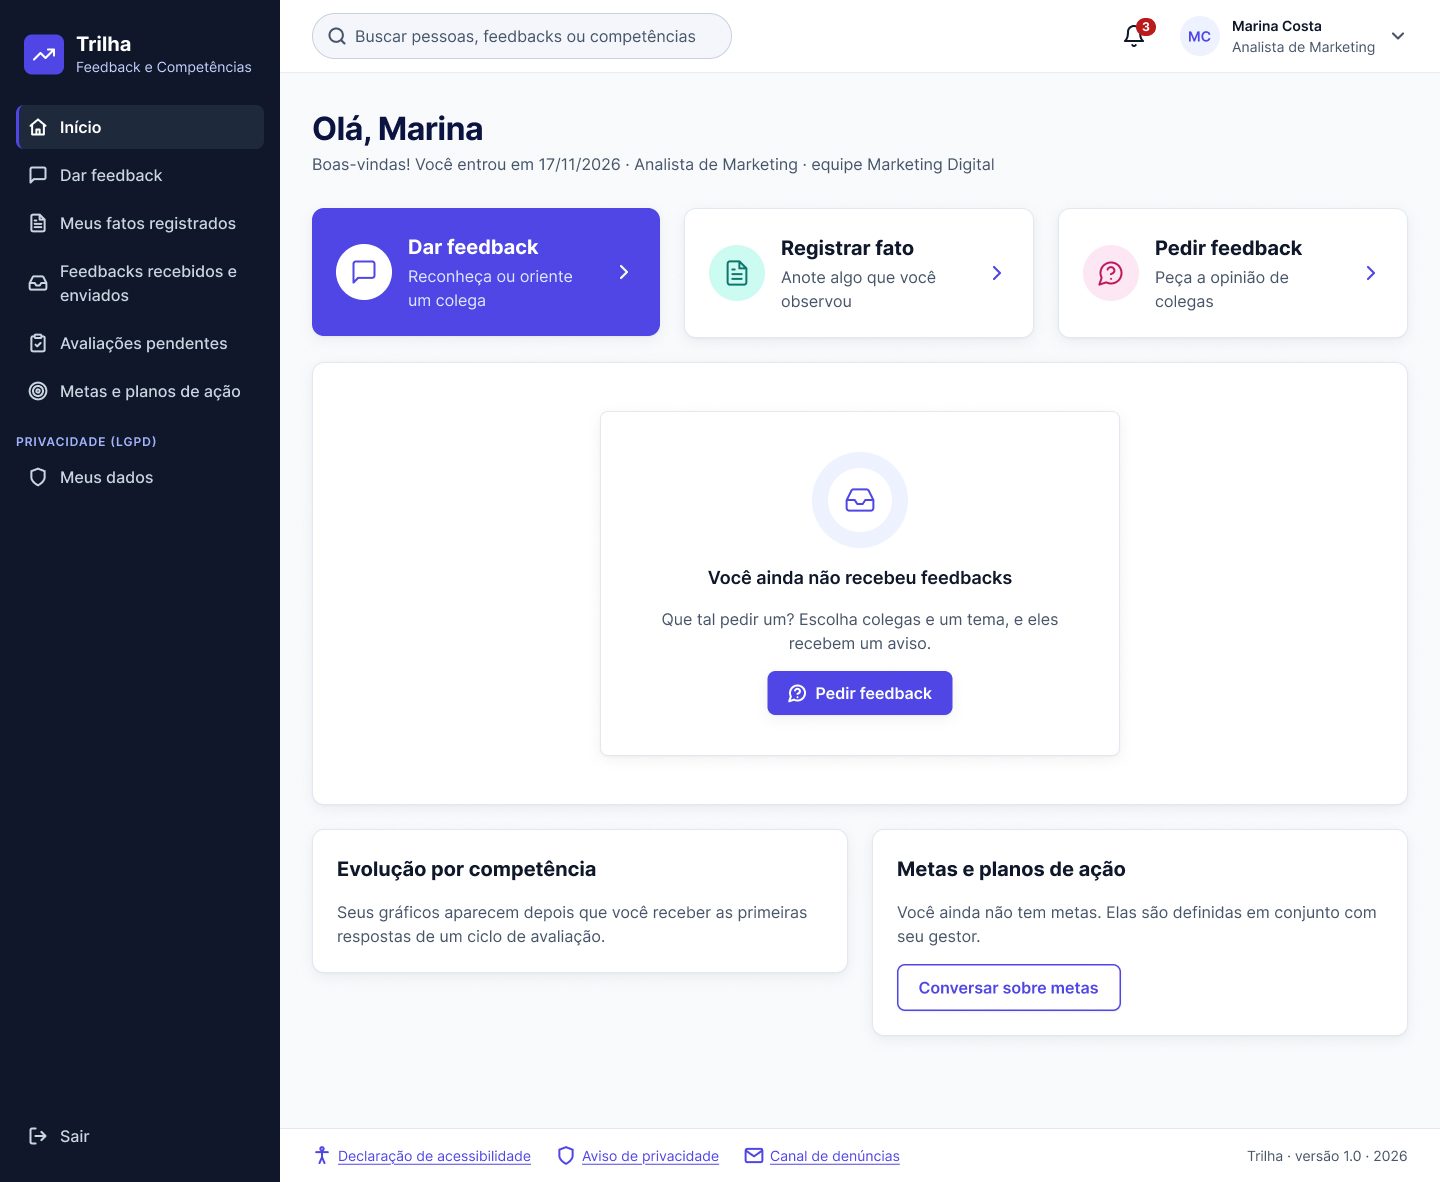 Trilha
Feedback e Competências
Início
Dar feedback
Meus fatos registrados
Feedbacks recebidos e
enviados
Avaliações pendentes
Metas e planos de ação
PRIVACIDADE (LGPD)
Meus dados
Sair
Buscar pessoas, feedbacks ou competências
3
MC
Marina Costa
Analista de Marketing
Olá, Marina
Boas-vindas! Você entrou em 17/11/2026 · Analista de Marketing · equipe Marketing Digital
Dar feedback
Reconheça ou oriente
um colega
Registrar fato
Anote algo que você
observou
Pedir feedback
Peça a opinião de
colegas
Você ainda não recebeu feedbacks
Que tal pedir um? Escolha colegas e um tema, e eles
recebem um aviso.
Pedir feedback
Evolução por competência
Seus gráficos aparecem depois que você receber as primeiras
respostas de um ciclo de avaliação.
Metas e planos de ação
Você ainda não tem metas. Elas são definidas em conjunto com
seu gestor.
Conversar sobre metas
Declaração de acessibilidade
Aviso de privacidade
Canal de denúncias
Trilha · versão 1.0 · 2026